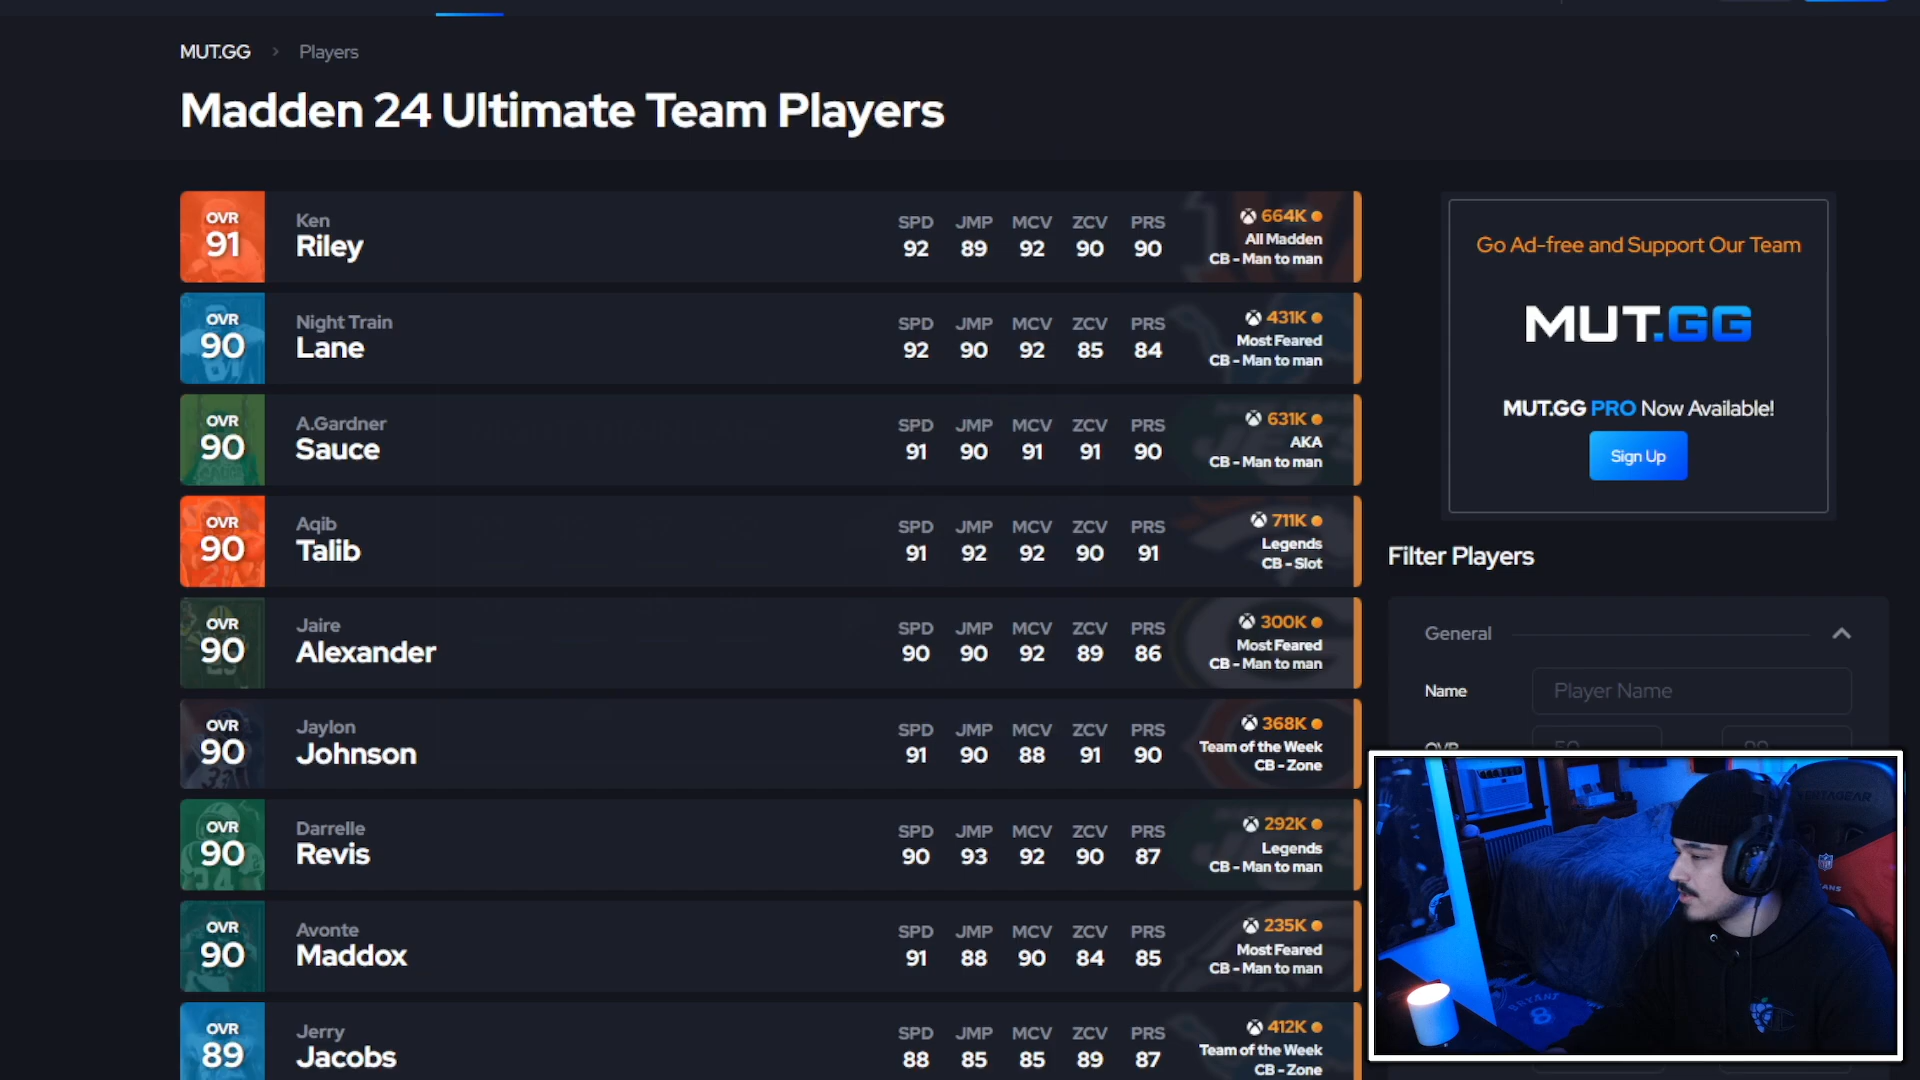 MUT.GG > Players
Madden 24 Ultimate Team Players
OVR 91 Ken Riley SPD 92 JMP 89 MCV 92 ZCV 90 PRS 90 664K All Madden CB - Man to man
OVR 90 Night Train Lane SPD 92 JMP 90 MCV 92 ZCV 85 PRS 84 431K Most Feared CB - Man to man
OVR 90 A.Gardner Sauce SPD 91 JMP 90 MCV 91 ZCV 91 PRS 90 631K AKA CB - Man to man
OVR 90 Aqib Talib SPD 91 JMP 92 MCV 92 ZCV 90 PRS 91 711K Legends CB - Slot
OVR 90 Jaire Alexander SPD 90 JMP 90 MCV 92 ZCV 89 PRS 86 300K Most Feared CB - Man to man
OVR 90 Jaylon Johnson SPD 91 JMP 90 MCV 88 ZCV 91 PRS 90 368K Team of the Week CB - Zone
OVR 90 Darrelle Revis SPD 90 JMP 93 MCV 92 ZCV 90 PRS 87 292K Legends CB - Man to man
OVR 90 Avonte Maddox SPD 91 JMP 88 MCV 90 ZCV 84 PRS 85 235K Most Feared CB - Man to man
OVR 89 Jerry Jacobs SPD 88 JMP 85 MCV 85 ZCV 89 PRS 87 412K Team of the Week CB - Zone
Go Ad-free and Support Our Team
MUT.GG
MUT.GG PRO Now Available!
Sign Up
Filter Players
General
Name Player Name
OVR
BRYANT
8